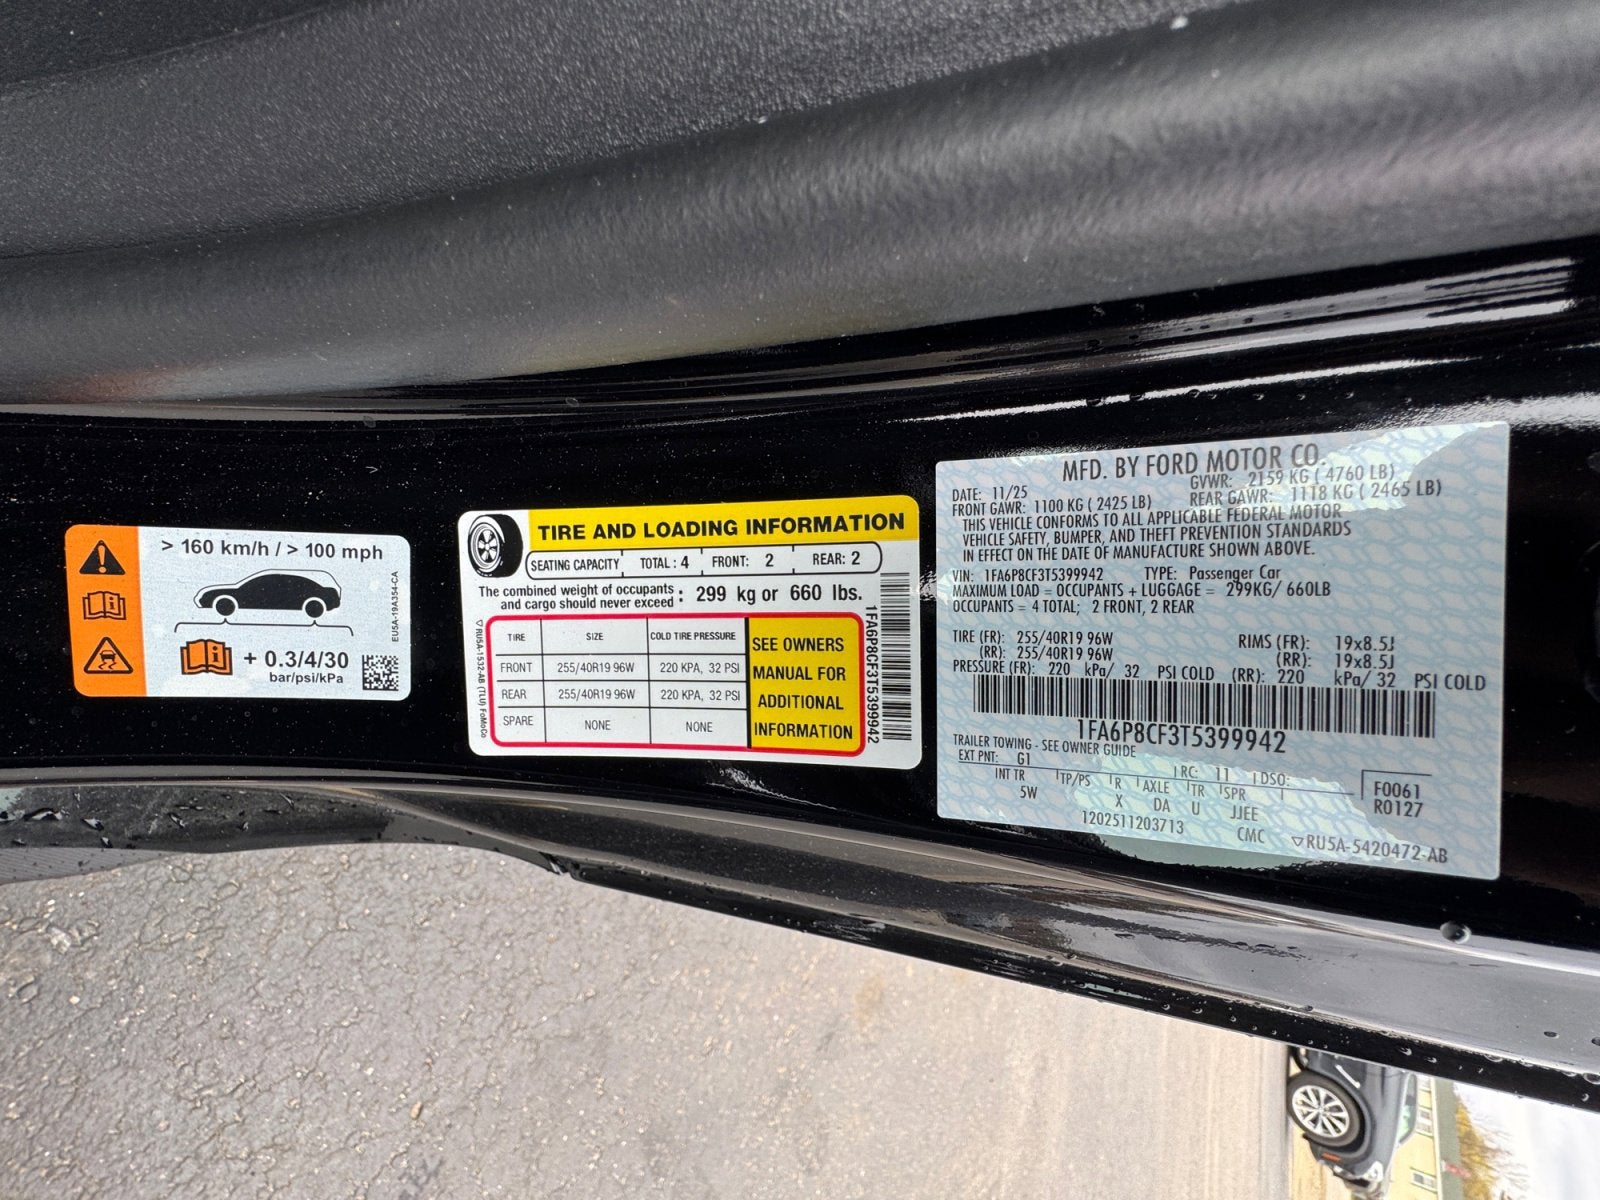 > 160 km/h / > 100 mph
+ 0.3/4/30
bar/psi/kPa
EU5A-19A354-CA
TIRE AND LOADING INFORMATION
SEATING CAPACITY TOTAL : 4 FRONT: 2 REAR: 2
The combined weight of occupants
and cargo should never exceed : 299 kg or 660 lbs.
TIRE SIZE COLD TIRE PRESSURE
FRONT 255/40R19 96W 220 KPA, 32 PSI
REAR 255/40R19 96W 220 KPA, 32 PSI
SPARE NONE NONE
SEE OWNERS
MANUAL FOR
ADDITIONAL
INFORMATION
▽RU5A-1532-AB (TLU) FoMoCo
1FA6P8CF3T5399942
MFD. BY FORD MOTOR CO.
DATE: 11/25 GVWR: 2159 KG ( 4760 LB)
FRONT GAWR: 1100 KG ( 2425 LB) REAR GAWR: 1118 KG ( 2465 LB)
THIS VEHICLE CONFORMS TO ALL APPLICABLE FEDERAL MOTOR
VEHICLE SAFETY, BUMPER, AND THEFT PREVENTION STANDARDS
IN EFFECT ON THE DATE OF MANUFACTURE SHOWN ABOVE.
VIN: 1FA6P8CF3T5399942 TYPE: Passenger Car
MAXIMUM LOAD = OCCUPANTS + LUGGAGE = 299KG/ 660LB
OCCUPANTS = 4 TOTAL; 2 FRONT, 2 REAR
TIRE (FR): 255/40R19 96W RIMS (FR): 19x8.5J
(RR): 255/40R19 96W (RR): 19x8.5J
PRESSURE (FR): 220 kPa/ 32 PSI COLD (RR): 220 kPa/ 32 PSI COLD
1FA6P8CF3T5399942
TRAILER TOWING - SEE OWNER GUIDE
EXT PNT: G1 RC: 11 DSO:
INT TR TP/PS R AXLE TR SPR
5W X DA U JJEE
F0061
R0127
1202511203713 CMC ▽RU5A-5420472-AB